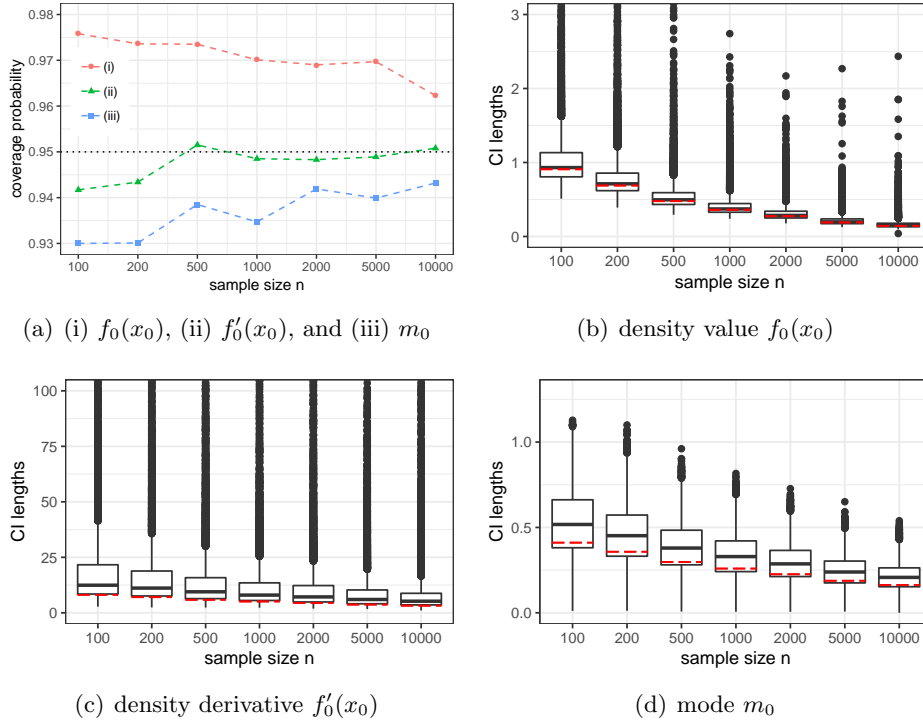 0.98
0.97
0.96
0.95
0.94
0.93
coverage probability
(i)
(ii)
(iii)
100 200 500 1000 2000 5000 10000
sample size n
(a) (i) f₀(x₀), (ii) f₀′(x₀), and (iii) m₀
3
2
1
0
CI lengths
100 200 500 1000 2000 5000 10000
sample size n
(b) density value f₀(x₀)
100
75
50
25
0
CI lengths
100 200 500 1000 2000 5000 10000
sample size n
(c) density derivative f₀′(x₀)
1.0
0.5
0.0
CI lengths
100 200 500 1000 2000 5000 10000
sample size n
(d) mode m₀